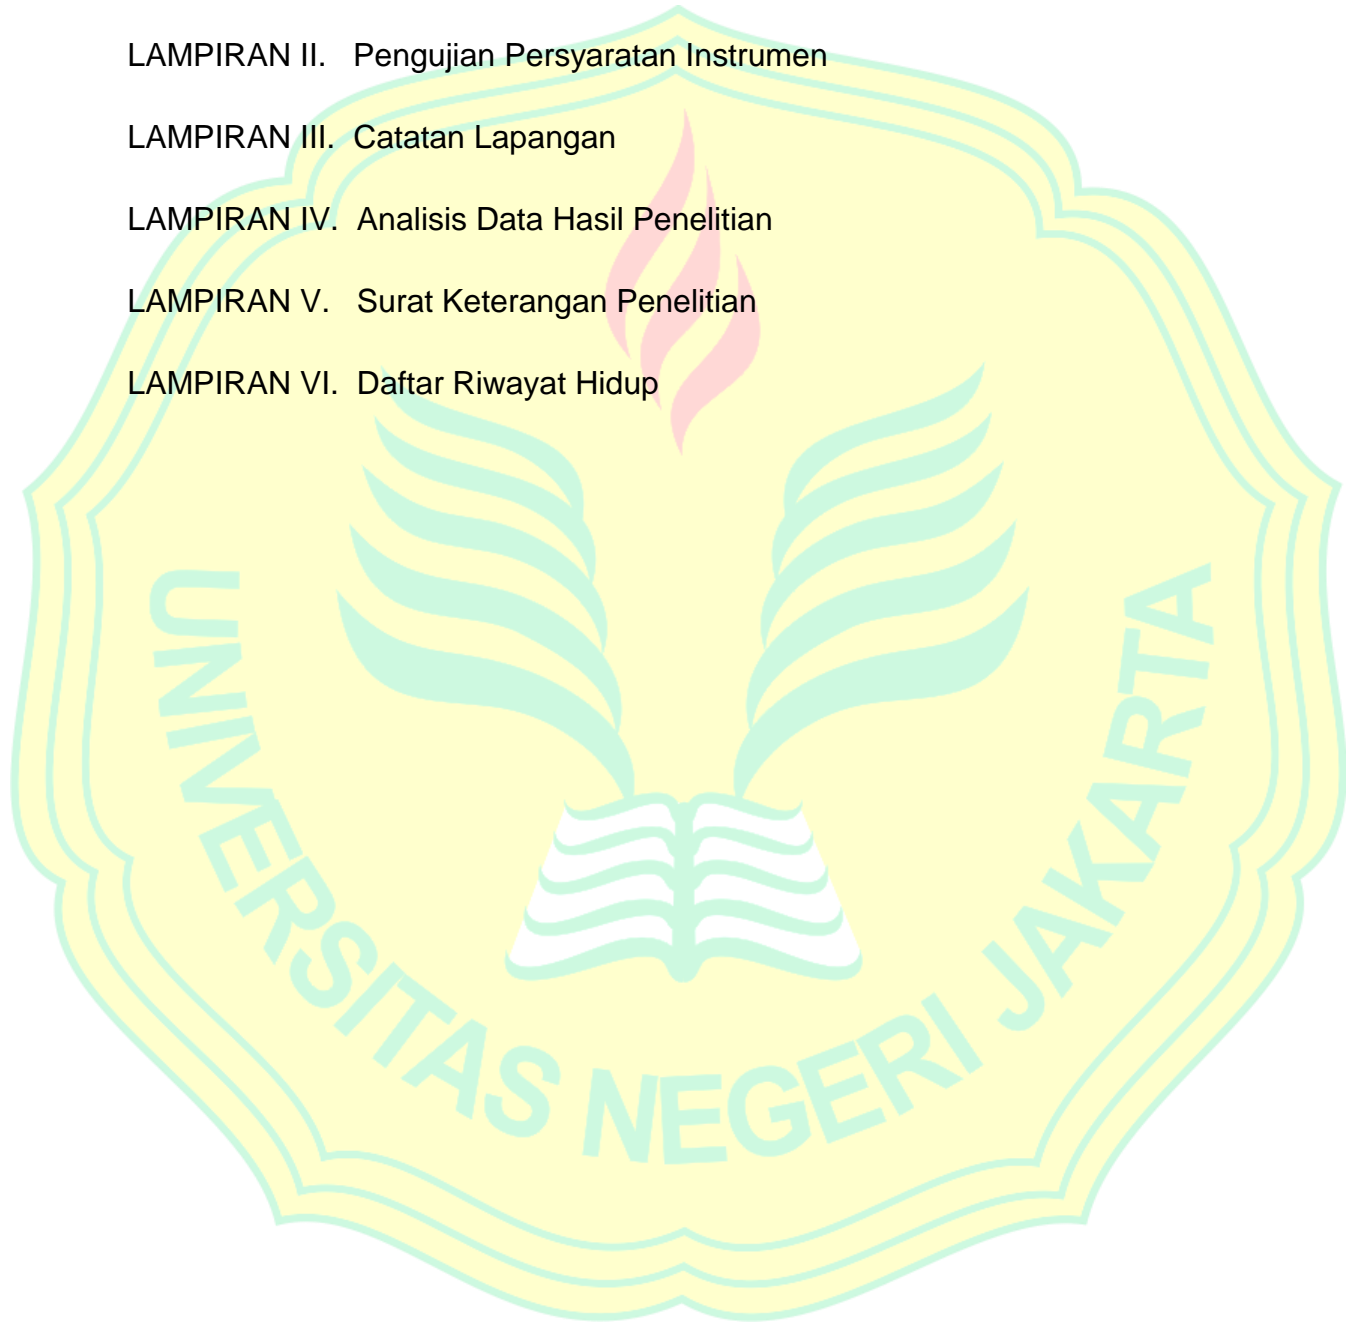 LAMPIRAN II. Pengujian Persyaratan Instrumen
LAMPIRAN III. Catatan Lapangan
LAMPIRAN IV. Analisis Data Hasil Penelitian
LAMPIRAN V. Surat Keterangan Penelitian
LAMPIRAN VI. Daftar Riwayat Hidup
UNIVERSITAS NEGERI JAKARTA